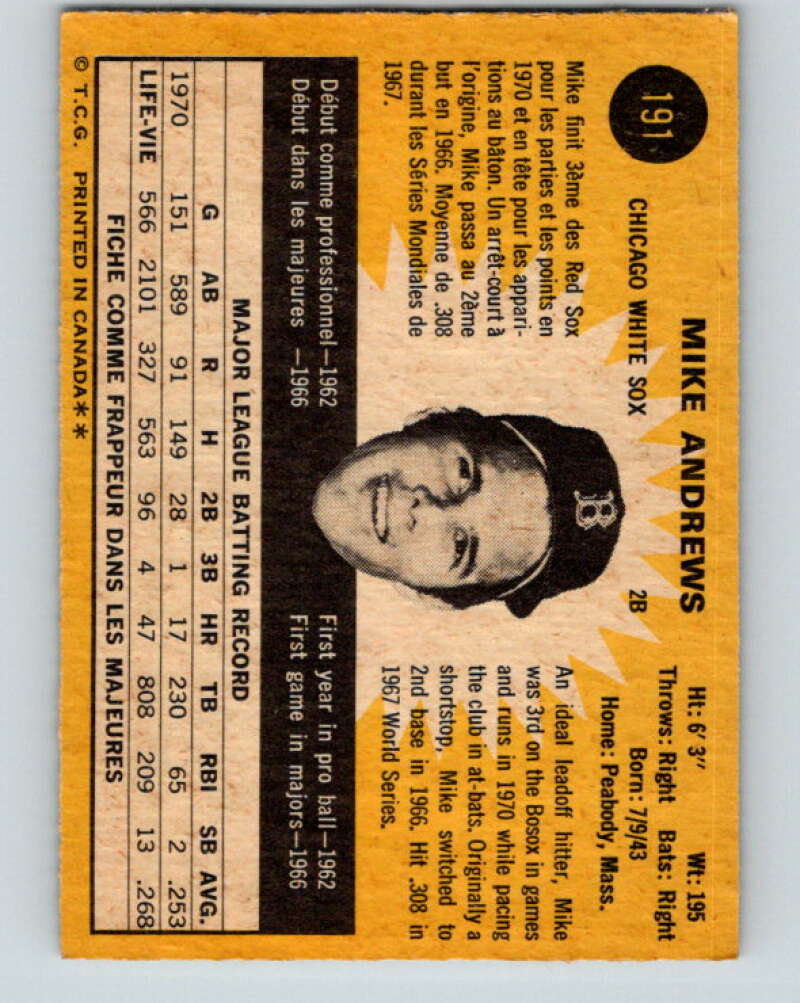 191
MIKE ANDREWS
CHICAGO WHITE SOX 2B
Ht: 6' 3" Wt: 195
Throws: Right Bats: Right
Born: 7/9/43
Home: Peabody, Mass.
Mike finit 3ème des Red Sox
pour les parties et les points en
1970 et en tête pour les appari-
tions au bâton. Un arrêt-court à
l'origine, Mike passa au 2ème
but en 1966. Moyenne de .308
durant les Séries Mondiales de
1967.
B
An ideal leadoff hitter, Mike
was 3rd on the Bosox in games
and runs in 1970 while pacing
the club in at-bats. Originally a
shortstop, Mike switched to
2nd base in 1966. Hit .308 in
1967 World Series.
Début comme professionnel—1962
Début dans les majeures —1966
First year in pro ball—1962
First game in majors—1966
MAJOR LEAGUE BATTING RECORD
G AB R H 2B 3B HR TB RBI SB AVG.
1970 151 589 91 149 28 1 17 230 65 2 .253
LIFE-VIE 566 2101 327 563 96 4 47 808 209 13 .268
FICHE COMME FRAPPEUR DANS LES MAJEURES
© T.C.G. PRINTED IN CANADA**